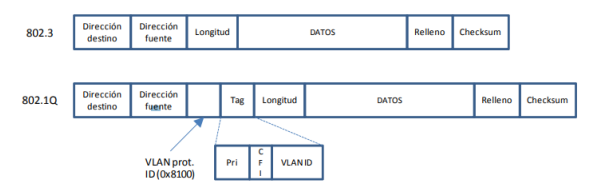 802.3
Dirección destino
Dirección fuente
Longitud
DATOS
Relleno
Checksum
802.1Q
Dirección destino
Dirección fuente
Tag
Longitud
DATOS
Relleno
Checksum
VLAN prot.
ID (0x8100)
Pri
CFI
VLAN ID